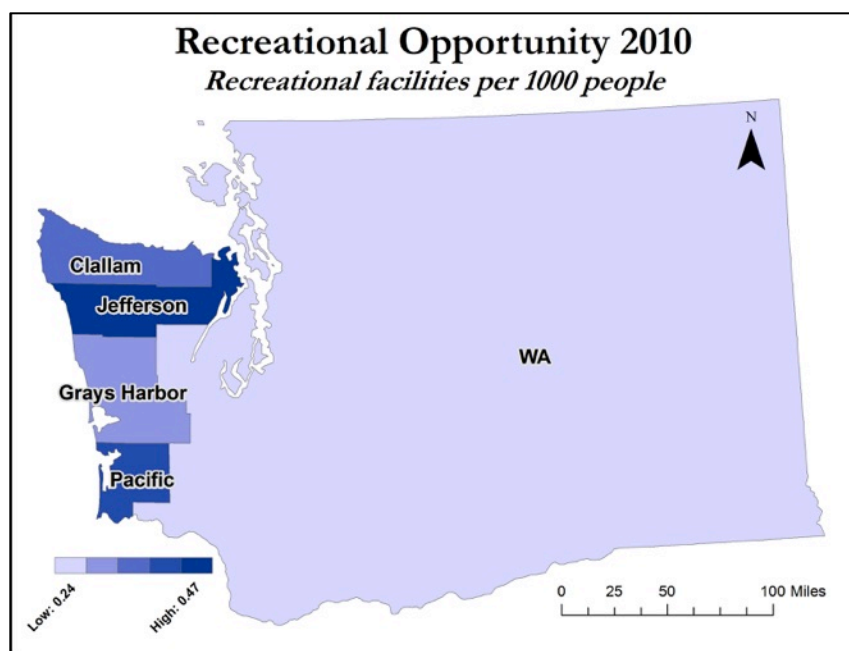 Recreational Opportunity 2010
Recreational facilities per 1000 people
N
Clallam
Jefferson
WA
Grays Harbor
Pacific
Low: 0.24
High: 0.47
0 25 50 100 Miles